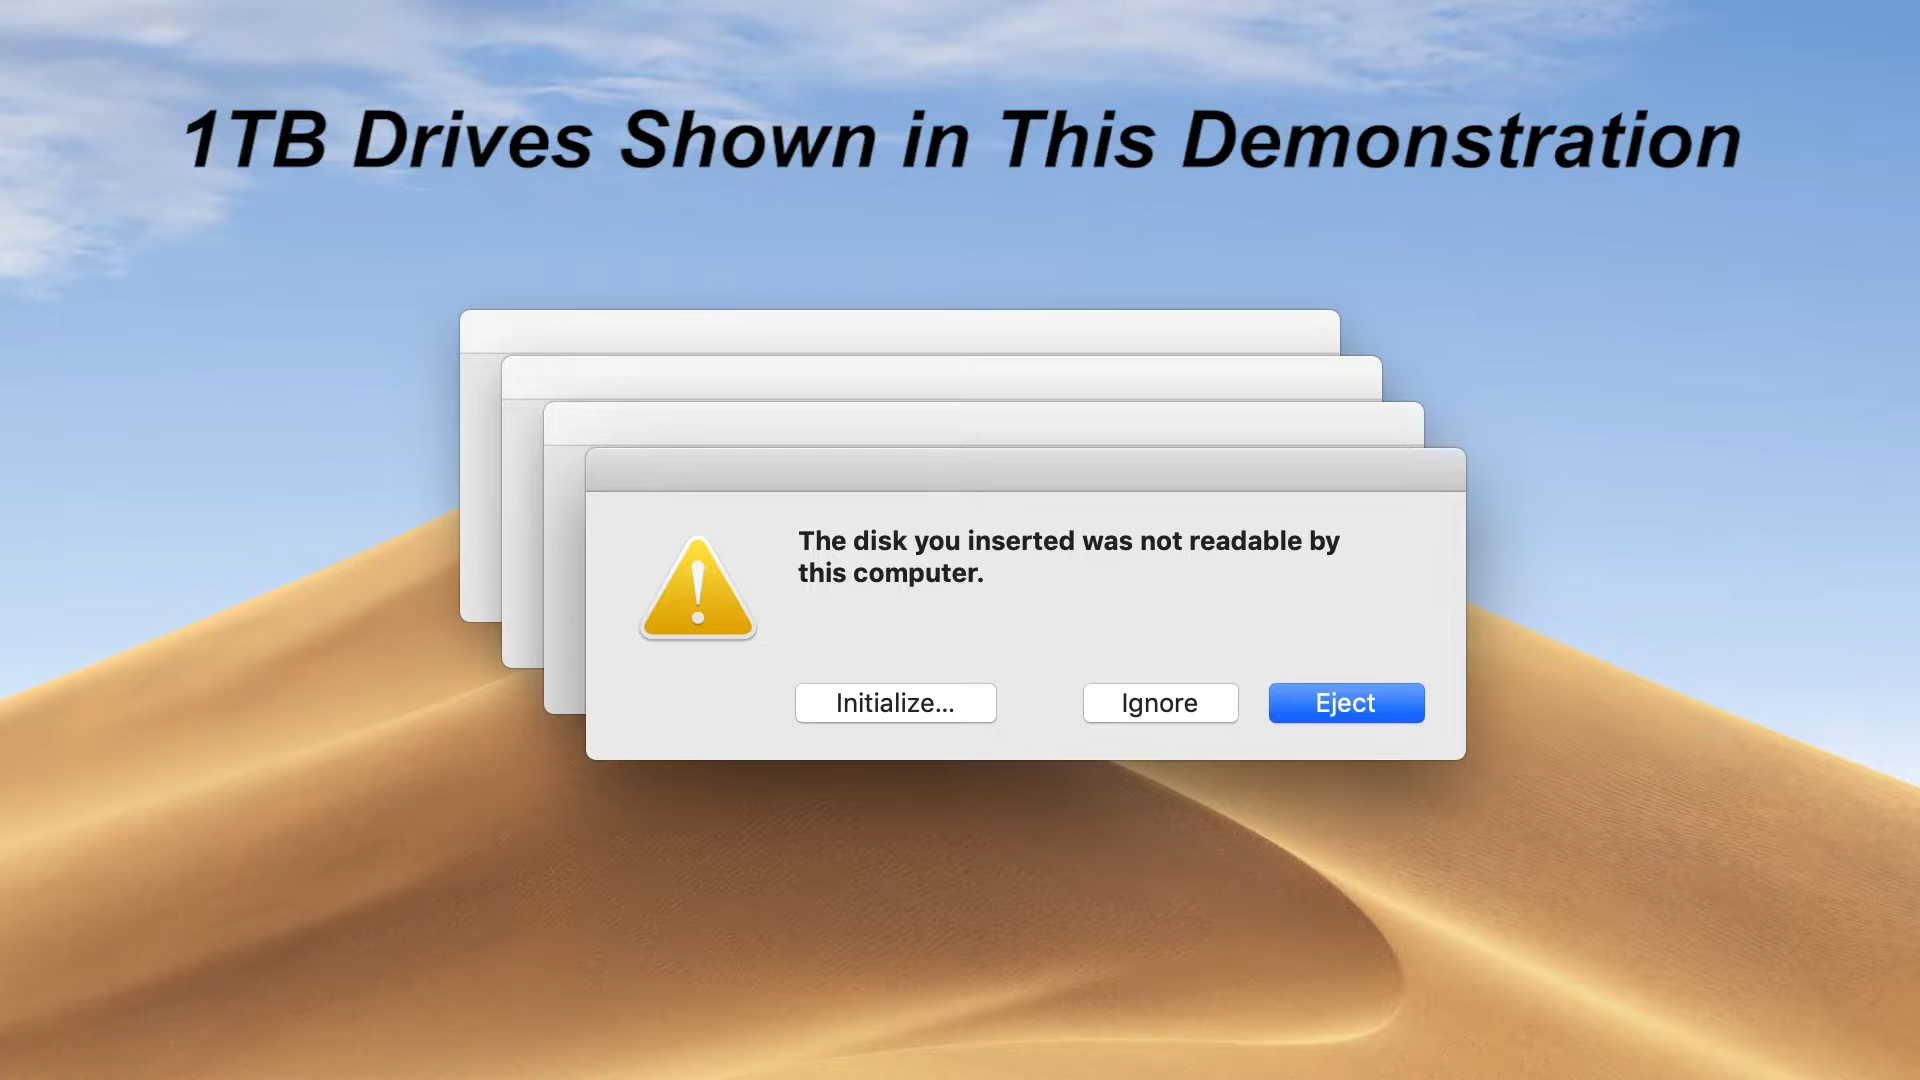 1TB Drives Shown in This Demonstration
The disk you inserted was not readable by
this computer.
Initialize...
Ignore
Eject